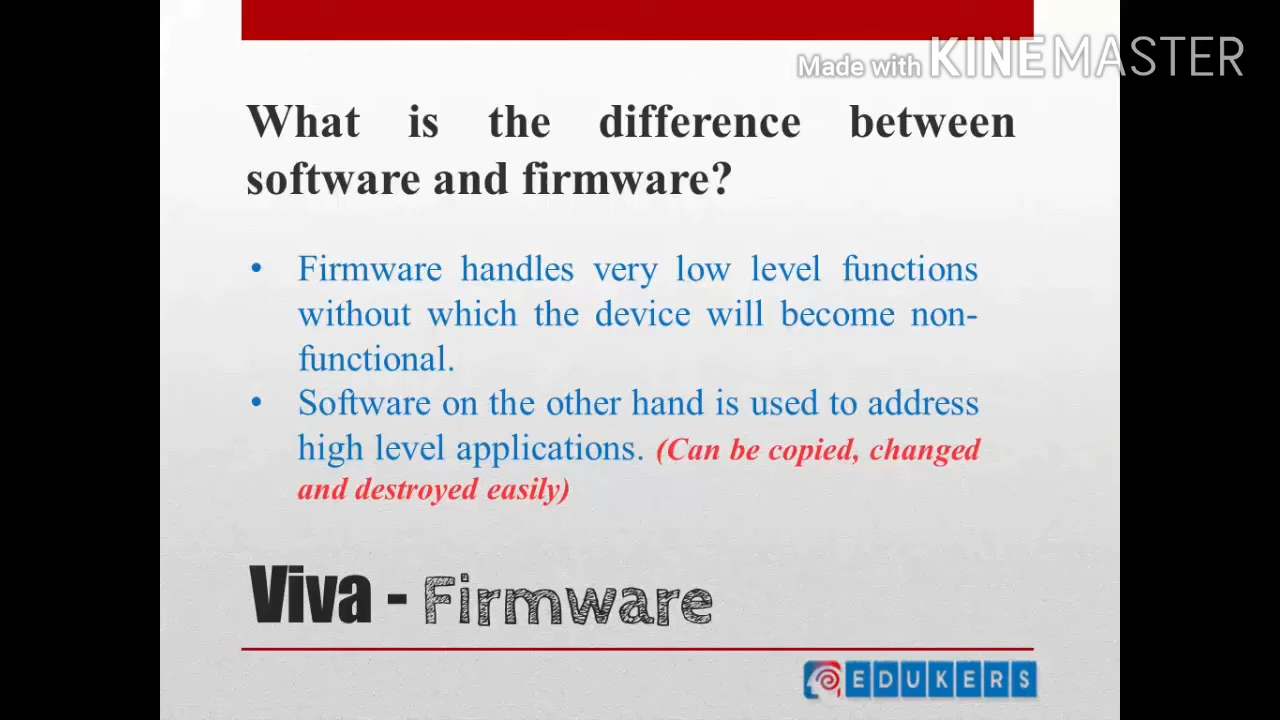 Made with KINEMASTER
What is the difference between
software and firmware?
• Firmware handles very low level functions
without which the device will become non-
functional.
• Software on the other hand is used to address
high level applications. (Can be copied, changed
and destroyed easily)
Viva - Firmware
EDUKERS